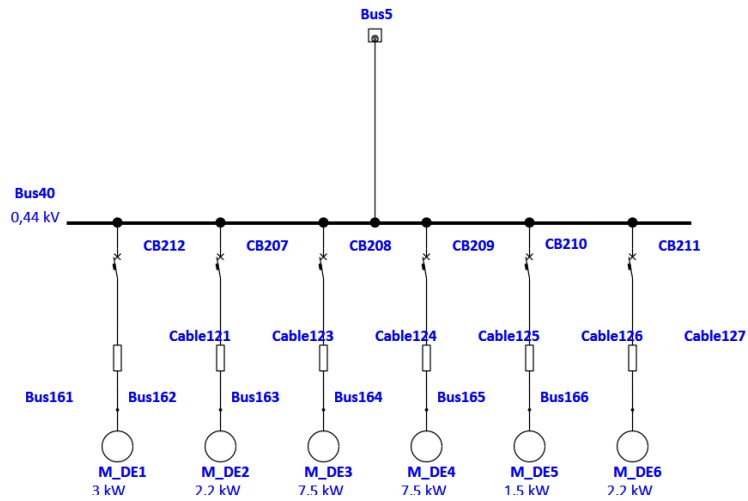 Bus5
Bus40
0,44 kV
CB212 CB207 CB208 CB209 CB210 CB211
Cable121 Cable123 Cable124 Cable125 Cable126 Cable127
Bus161 Bus162 Bus163 Bus164 Bus165 Bus166
M_DE1 M_DE2 M_DE3 M_DE4 M_DE5 M_DE6
3 kW 2.2 kW 7.5 kW 7.5 kW 1.5 kW 2.2 kW